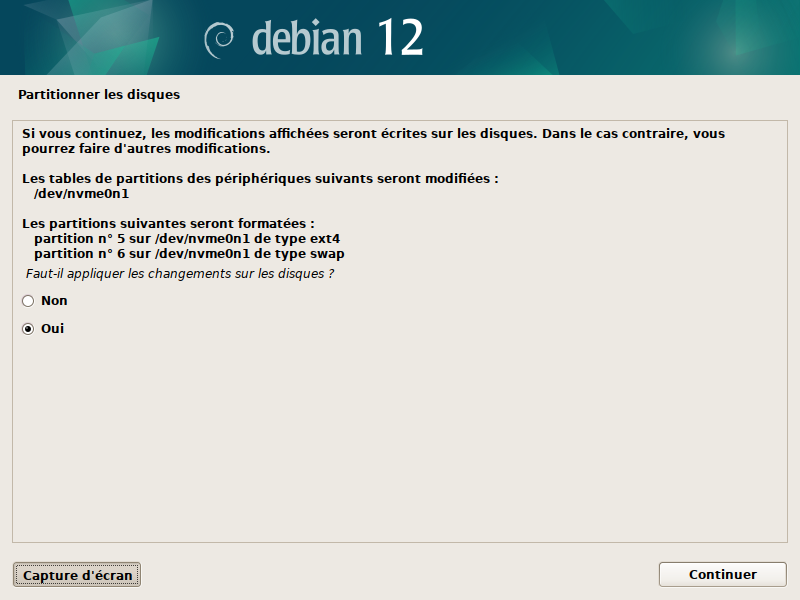 debian 12
Partitionner les disques
Si vous continuez, les modifications affichées seront écrites sur les disques. Dans le cas contraire, vous
pourrez faire d'autres modifications.
Les tables de partitions des périphériques suivants seront modifiées :
/dev/nvme0n1
Les partitions suivantes seront formatées :
partition n° 5 sur /dev/nvme0n1 de type ext4
partition n° 6 sur /dev/nvme0n1 de type swap
Faut-il appliquer les changements sur les disques ?
Non
Oui
Capture d'écran
Continuer